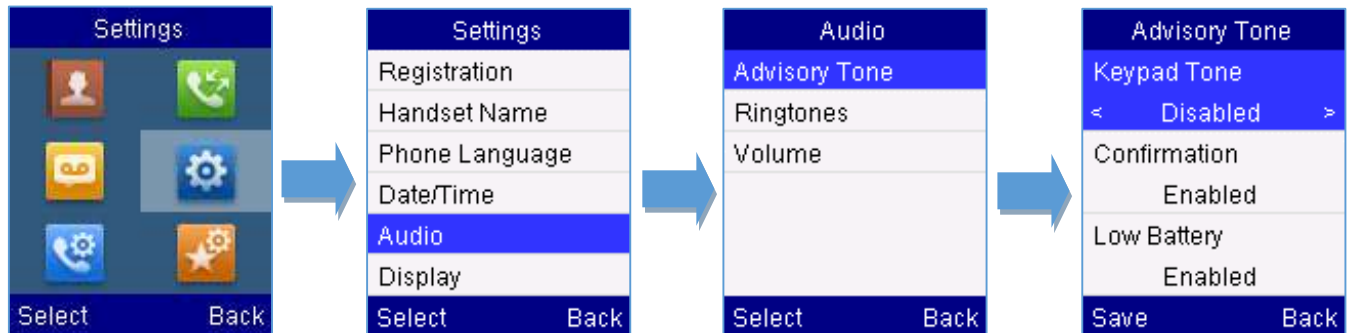 Settings
Select Back
Settings
Registration
Handset Name
Phone Language
Date/Time
Audio
Display
Select Back
Audio
Advisory Tone
Ringtones
Volume
Select Back
Advisory Tone
Keypad Tone
< Disabled >
Confirmation
Enabled
Low Battery
Enabled
Save Back